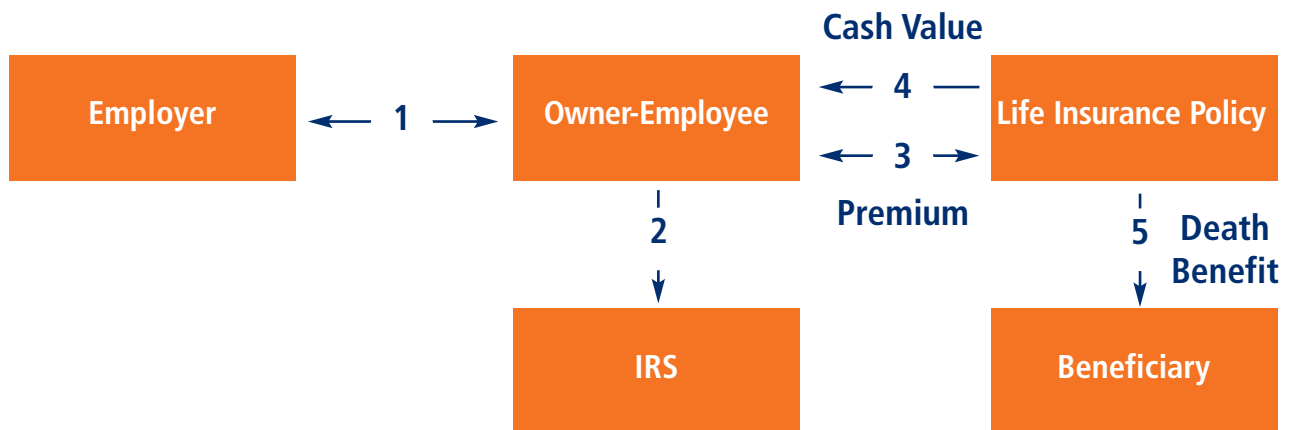 Cash Value
Employer
1
Owner-Employee
4
Life Insurance Policy
3
Premium
2
5
Death
Benefit
IRS
Beneficiary